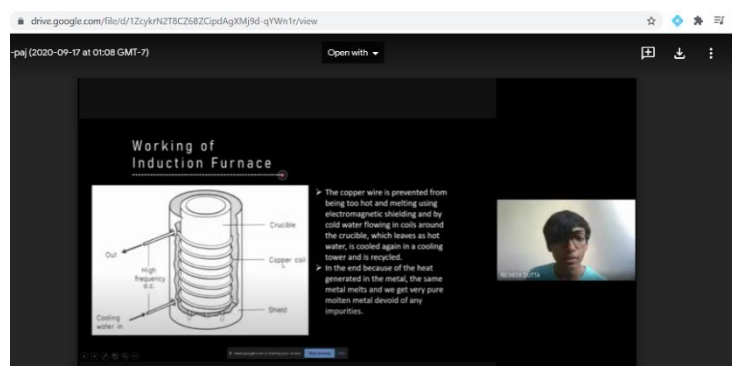 drive.google.com/file/d/1ZcykrN2T8CZ6BZCipdAgXMj9d-qYWn1r/view
-paj (2020-09-17 at 01:08 GMT-7)
Open with
Working of
Induction Furnace
Crucible
Out
Copper coil
High
frequency
a.c.
Shield
Cooling
water in
➢ The copper wire is prevented from
being too hot and melting using
electromagnetic shielding and by
cold water flowing in coils around
the crucible, which leaves as hot
water, is cooled again in a cooling
tower and is recycled.
➢ In the end because of the heat
generated in the metal, the same
metal melts and we get very pure
molten metal devoid of any
impurities.
DUTTA